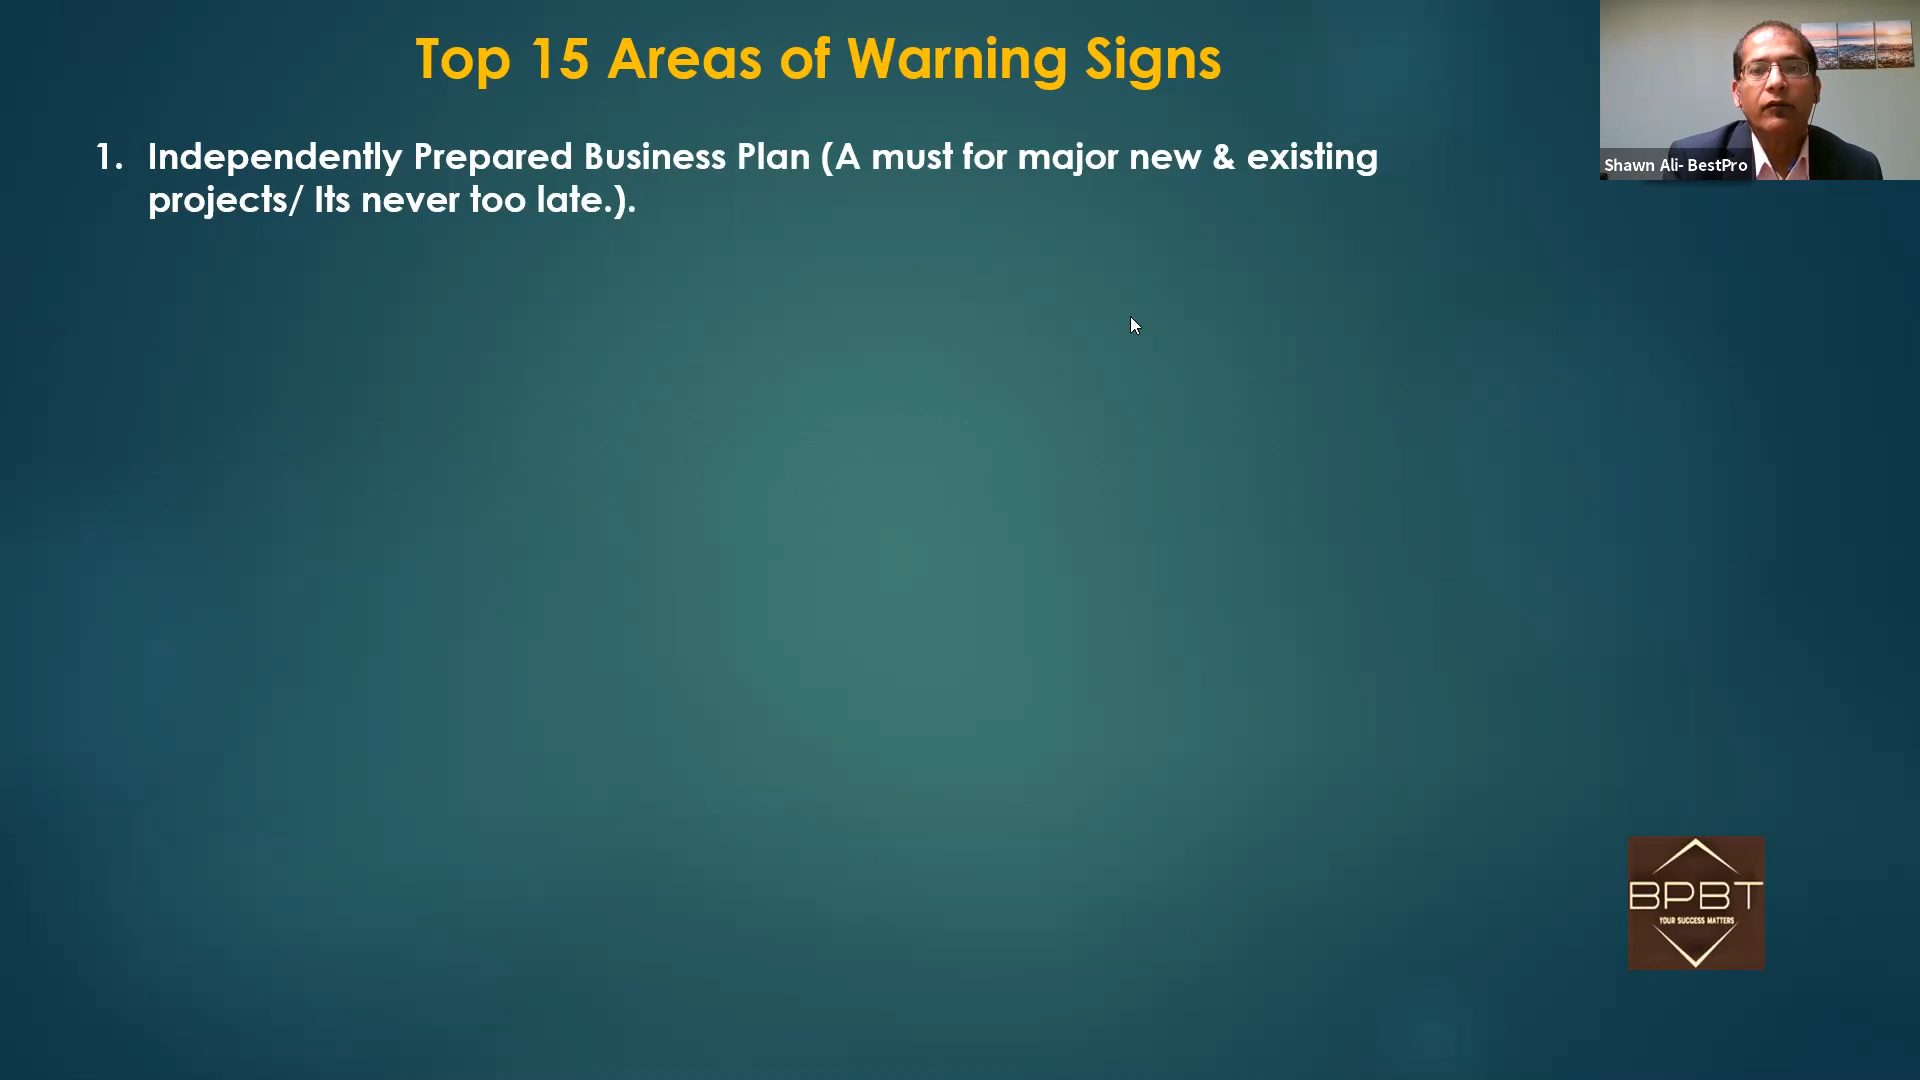 Top 15 Areas of Warning Signs
Shawn Ali- BestPro
1. Independently Prepared Business Plan (A must for major new & existing
projects/ Its never too late.).
BPBT
YOUR SUCCESS MATTERS